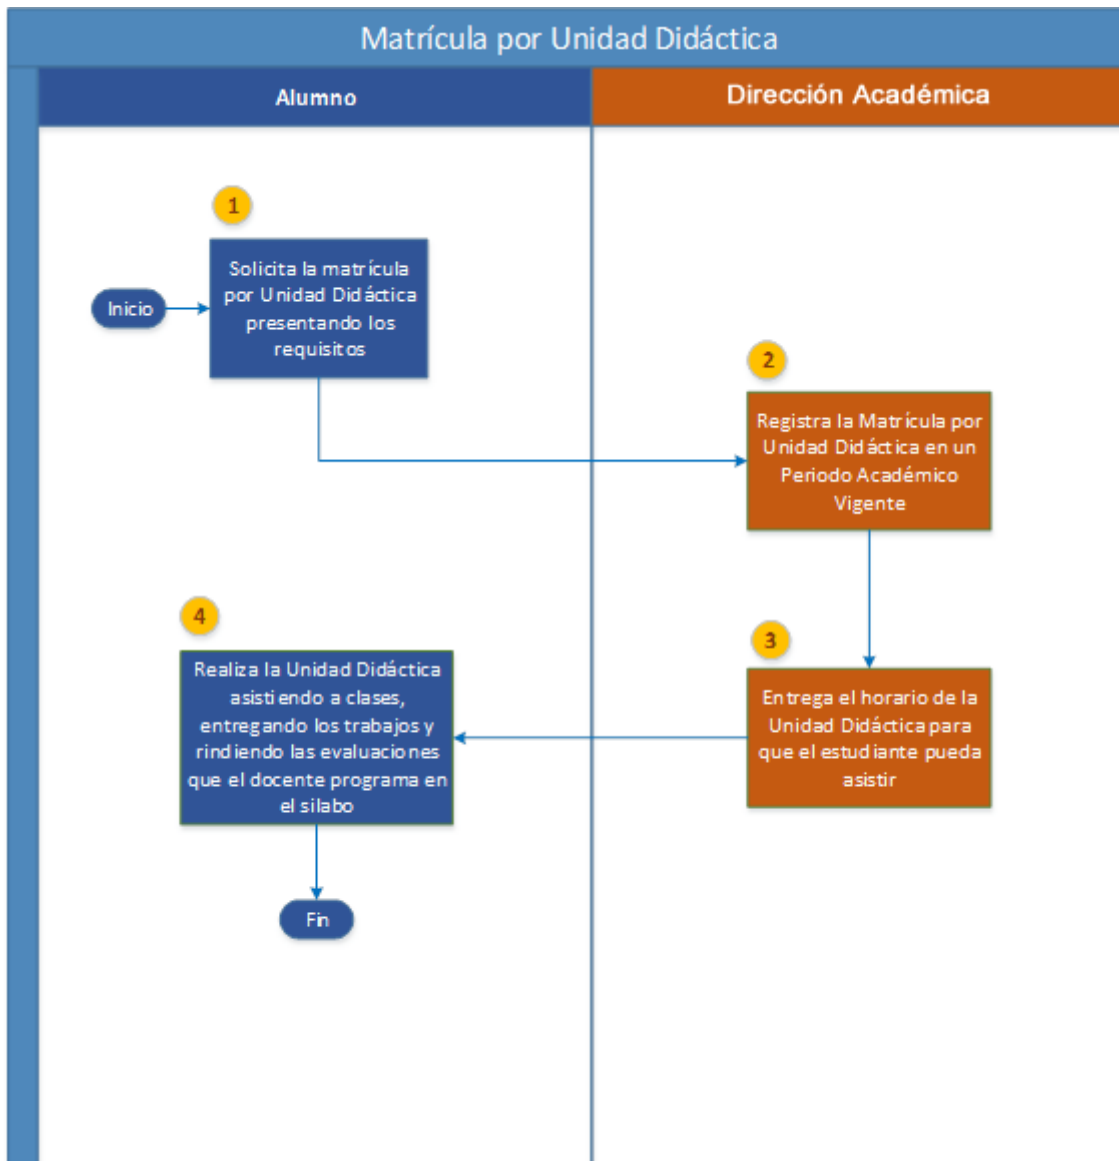 Matrícula por Unidad Didáctica
Alumno
Dirección Académica
1
Inicio
Solicita la matrícula
por Unidad Didáctica
presentando los
requisitos
2
Registra la Matrícula por
Unidad Didáctica en un
Periodo Académico
Vigente
3
Entrega el horario de la
Unidad Didáctica para
que el estudiante pueda
asistir
4
Realiza la Unidad Didáctica
asistiendo a clases,
entregando los trabajos y
rindiendo las evaluaciones
que el docente programa en
el silabo
Fin